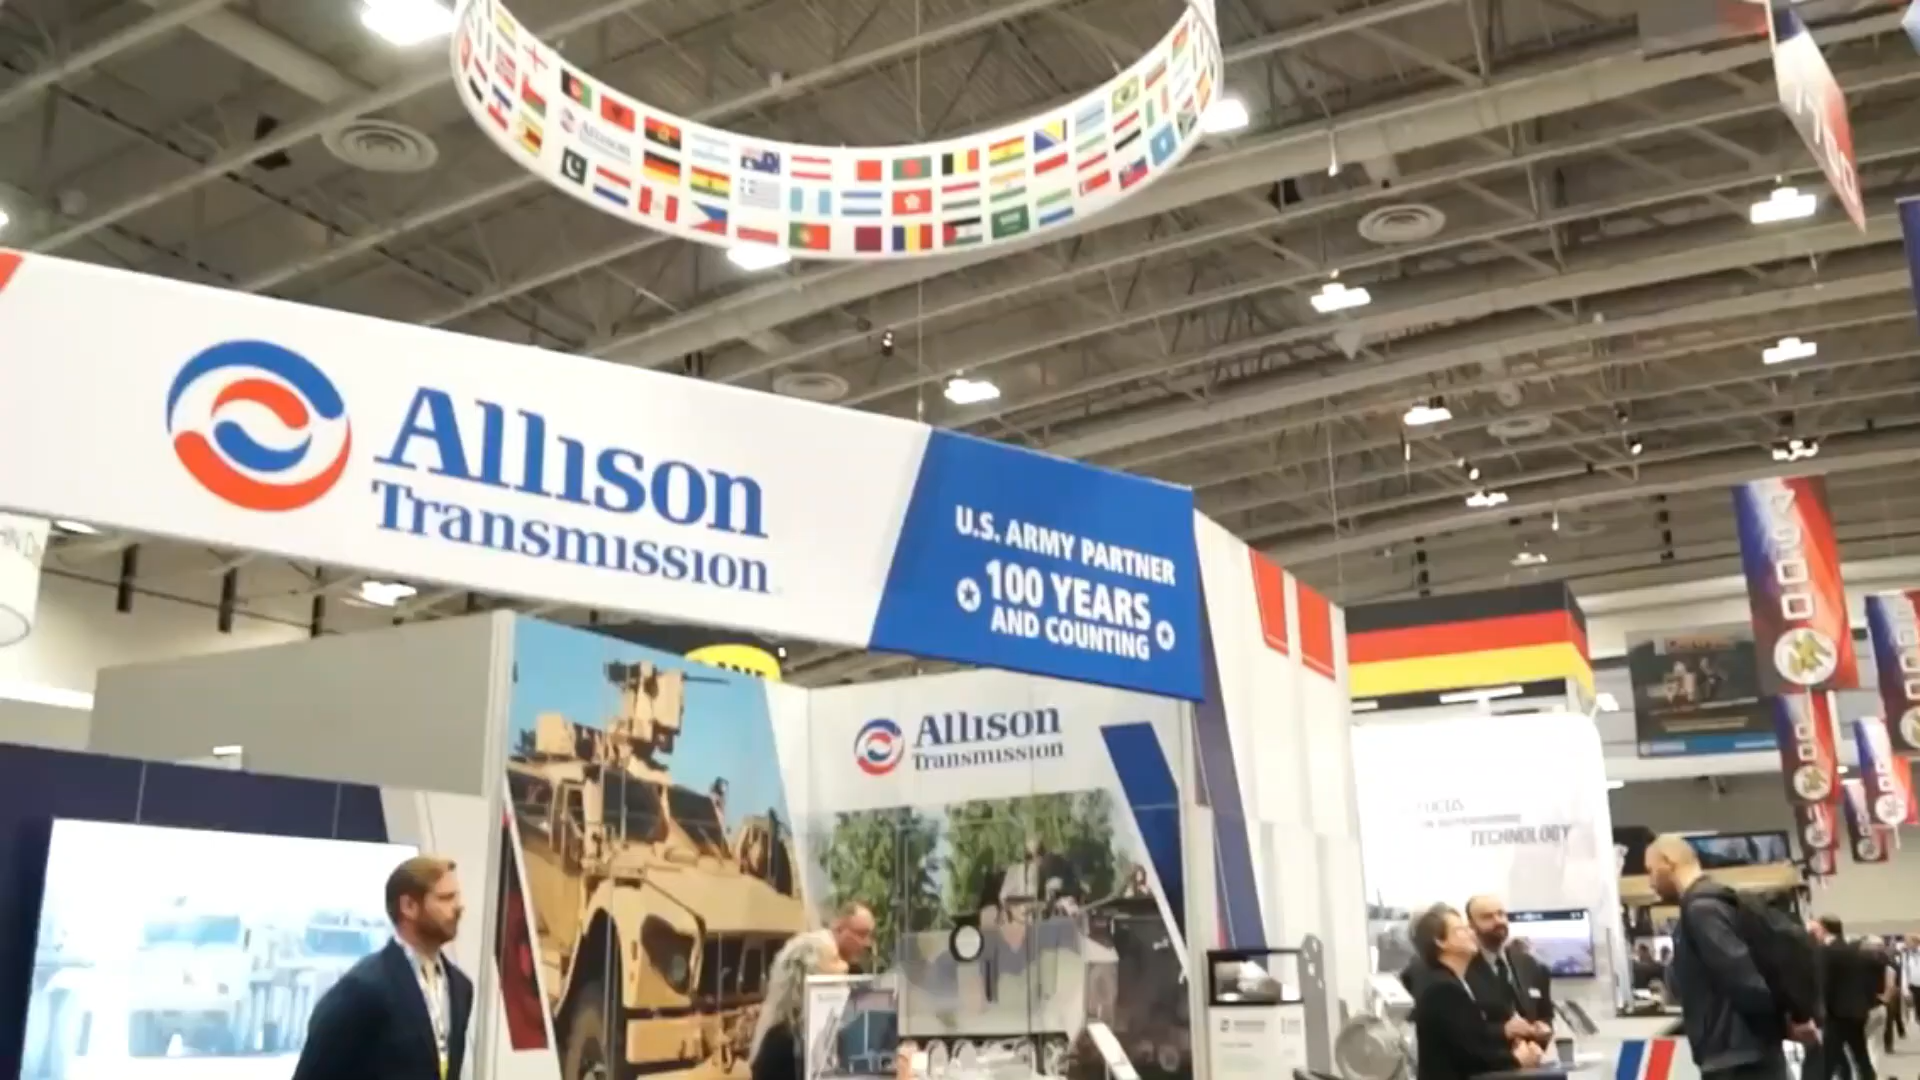 Allison
Transmission
U.S. ARMY PARTNER
100 YEARS
AND COUNTING
Allison
Transmission
TECHNOLOGY